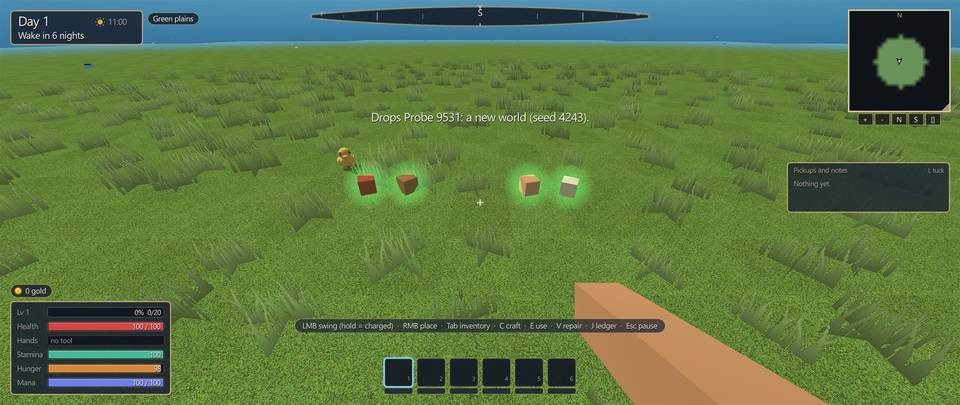 Day 1
11:00
Wake in 6 nights
Green plains
S
N
+ - N S []
Drops Probe 9531: a new world (seed 4243).
Pickups and notes
L tuck
Nothing yet.
0 gold
Lv 1
0% 0/20
Health
100 / 100
Hands
no tool
Stamina
100
Hunger
98
Mana
100 / 100
LMB swing (hold = charged) · RMB place · Tab inventory · C craft · E use · V repair · J ledger · Esc pause
1 2 3 4 5 6